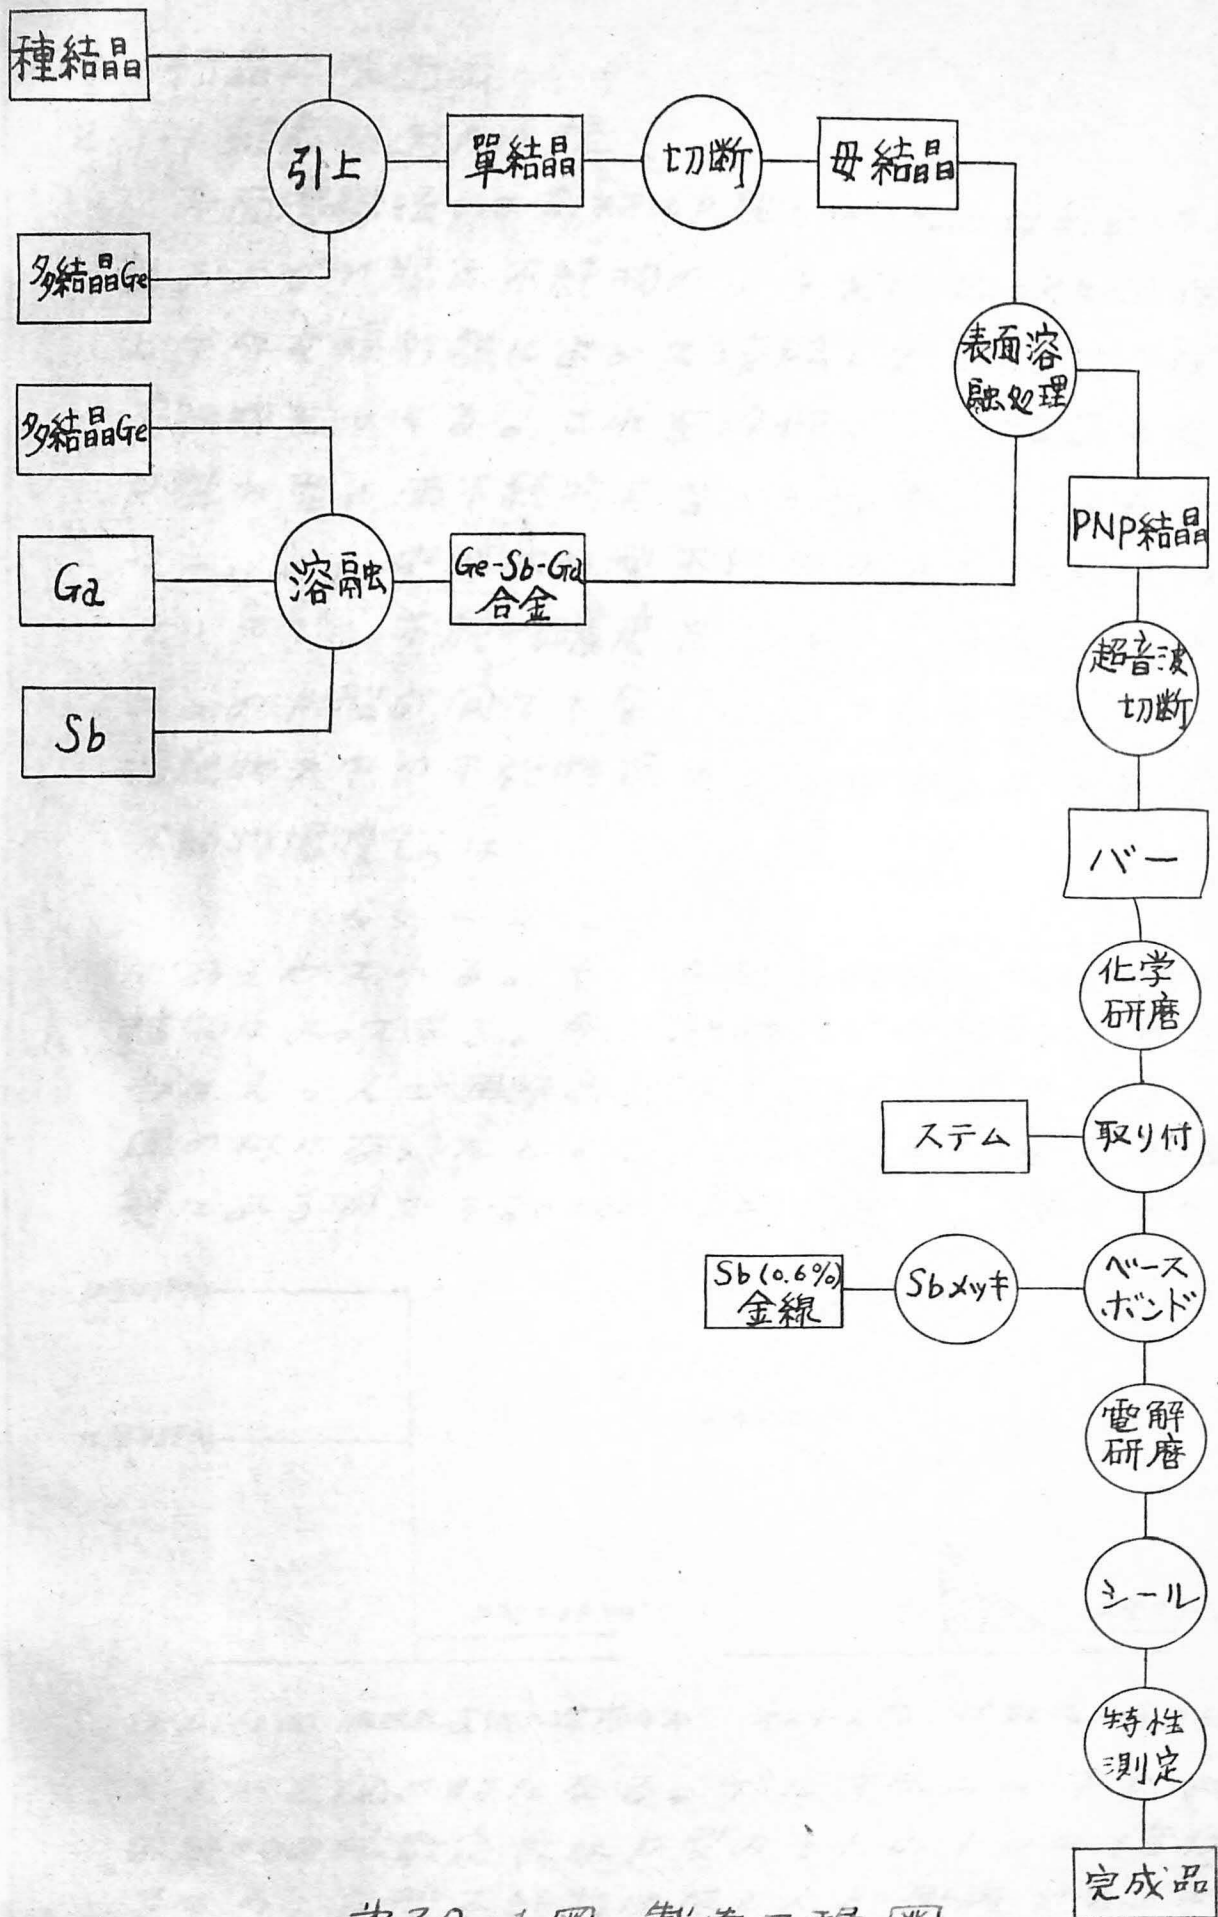 種結晶
引上
單結晶
切断
母結晶
多結晶Ge
表面溶
融処理
多結晶Ge
PNP結晶
Ga
溶融
Ge-Sb-Ga
合金
超音波
切断
Sb
バー
化学
研磨
ステム
取り付
Sb(0.6%)
金線
Sbメッキ
ベース
ボンド
電解
研磨
シール
特性
測定
完成品
製造工程図